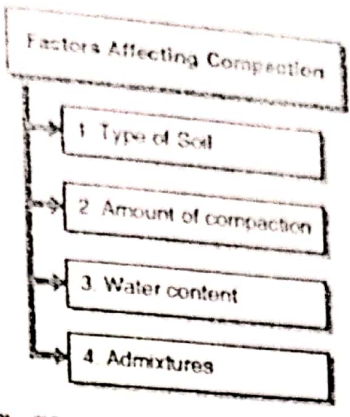 Factors Affecting Compaction
1. Type of Soil
2. Amount of compaction
3. Water content
4. Admixtures